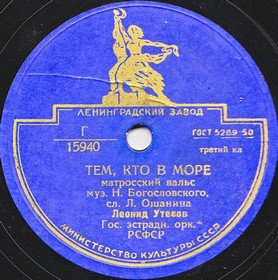 ЛЕНИНГРАДСКИЙ ЗАВОД
Г
15940
ГОСТ 5289-50
третий кл
ТЕМ, КТО В МОРЕ
матросский вальс
муз. Н. Богословского,
сл. Л. Ошанина
Леонид Утесов
Гос. эстрадн. орк.
РСФСР
МИНИСТЕРСТВО КУЛЬТУРЫ СССР